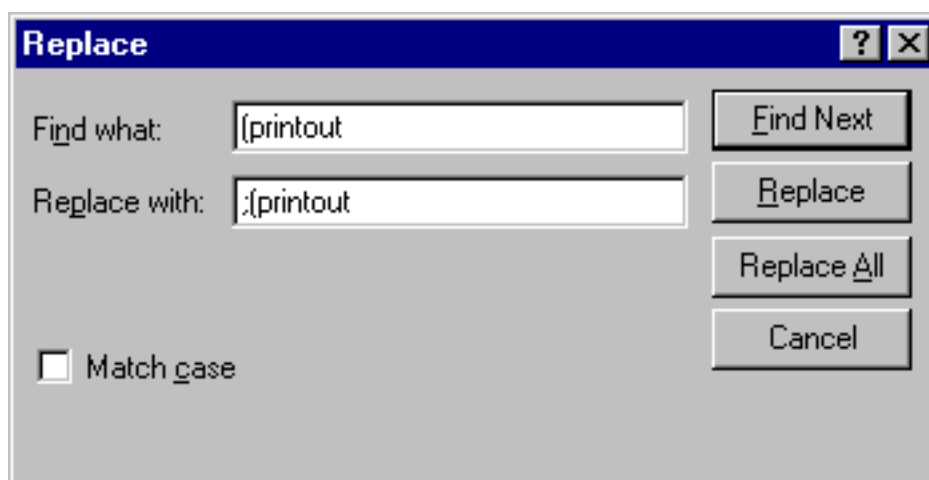 Replace
Find what: (printout Find Next
Replace with: ;(printout Replace
Replace All
Cancel
Match case